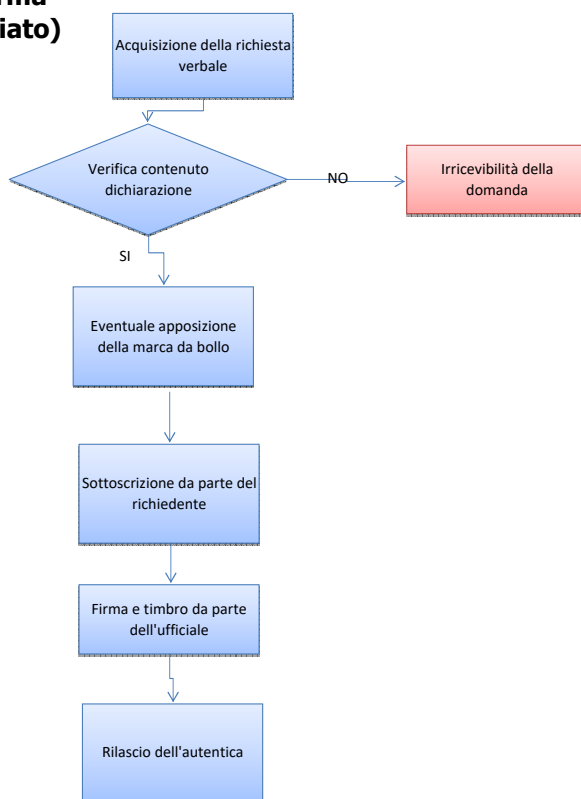 iato)
Acquisizione della richiesta
verbale
Verifica contenuto
dichiarazione
NO
Irricevibilità della
domanda
SI
Eventuale apposizione
della marca da bollo
Sottoscrizione da parte del
richiedente
Firma e timbro da parte
dell'ufficiale
Rilascio dell'autentica